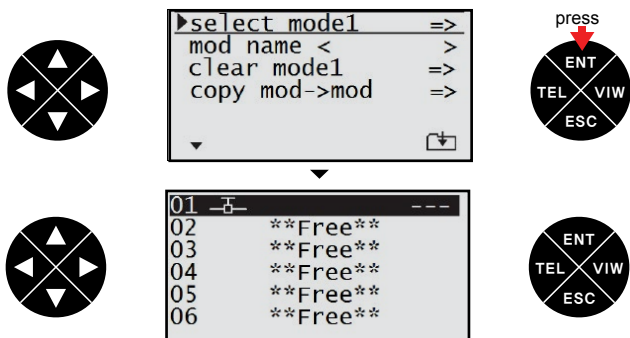 press
select mode1 =>
mod name < >
clear mode1 =>
copy mod->mod =>
ENT
TEL VIW
ESC
01 ---
02 **Free**
03 **Free**
04 **Free**
05 **Free**
06 **Free**
ENT
TEL VIW
ESC